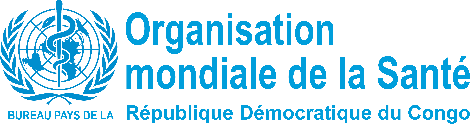 Organisation
mondiale de la Santé
BUREAU PAYS DE LA République Démocratique du Congo